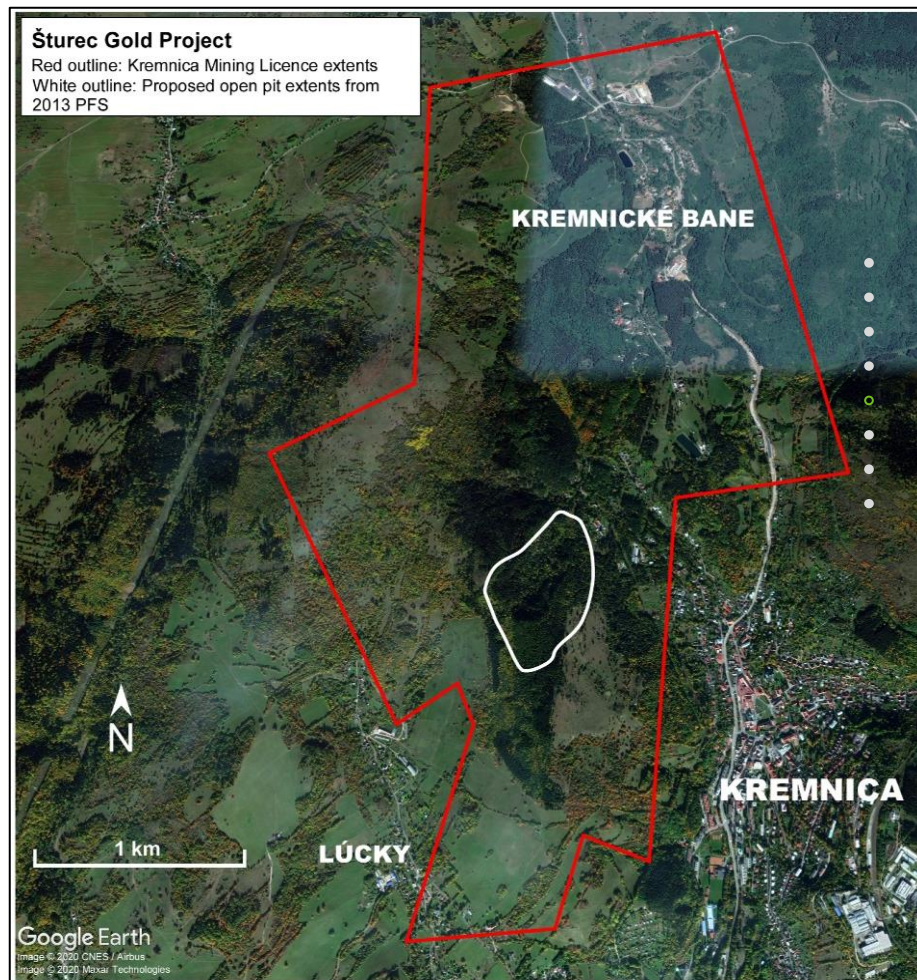 Šturec Gold Project
Red outline: Kremnica Mining Licence extents
White outline: Proposed open pit extents from
2013 PFS
KREMNICKÉ BANE
N
KREMNICA
1 km
LÚCKY
Google Earth
Image © 2020 CNES / Airbus
Image © 2020 Maxar Technologies